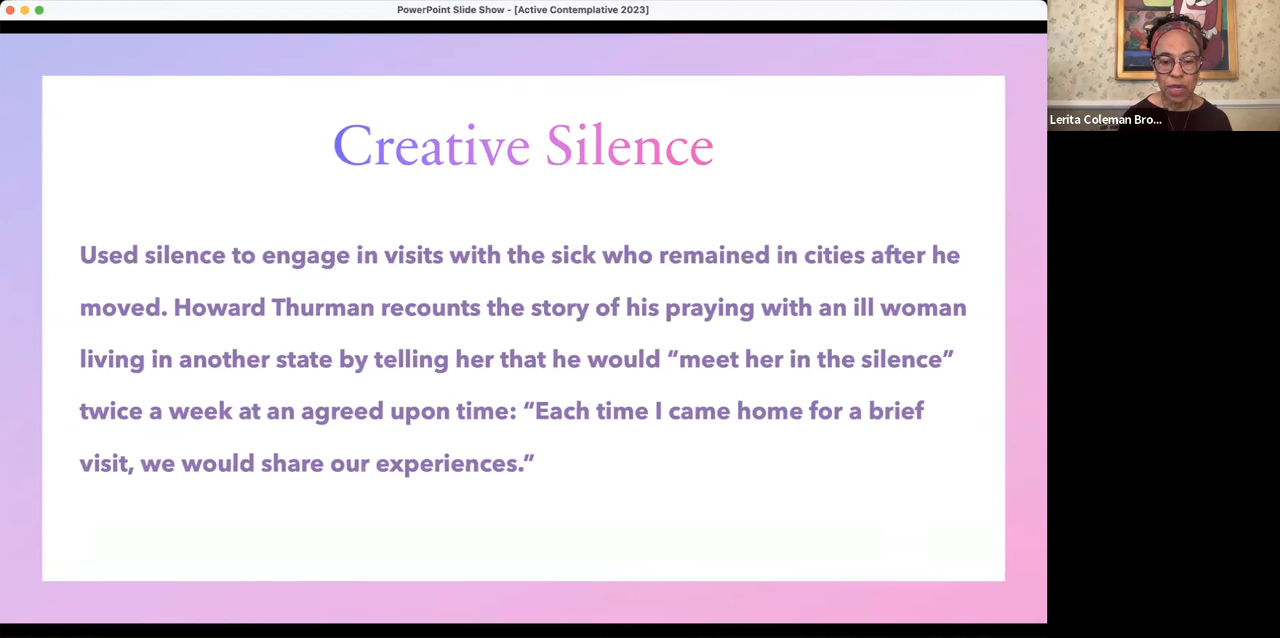 PowerPoint Slide Show - [Active Contemplative 2023]
Lerita Coleman Bro...
Creative Silence
Used silence to engage in visits with the sick who remained in cities after he
moved. Howard Thurman recounts the story of his praying with an ill woman
living in another state by telling her that he would “meet her in the silence”
twice a week at an agreed upon time: “Each time I came home for a brief
visit, we would share our experiences.”